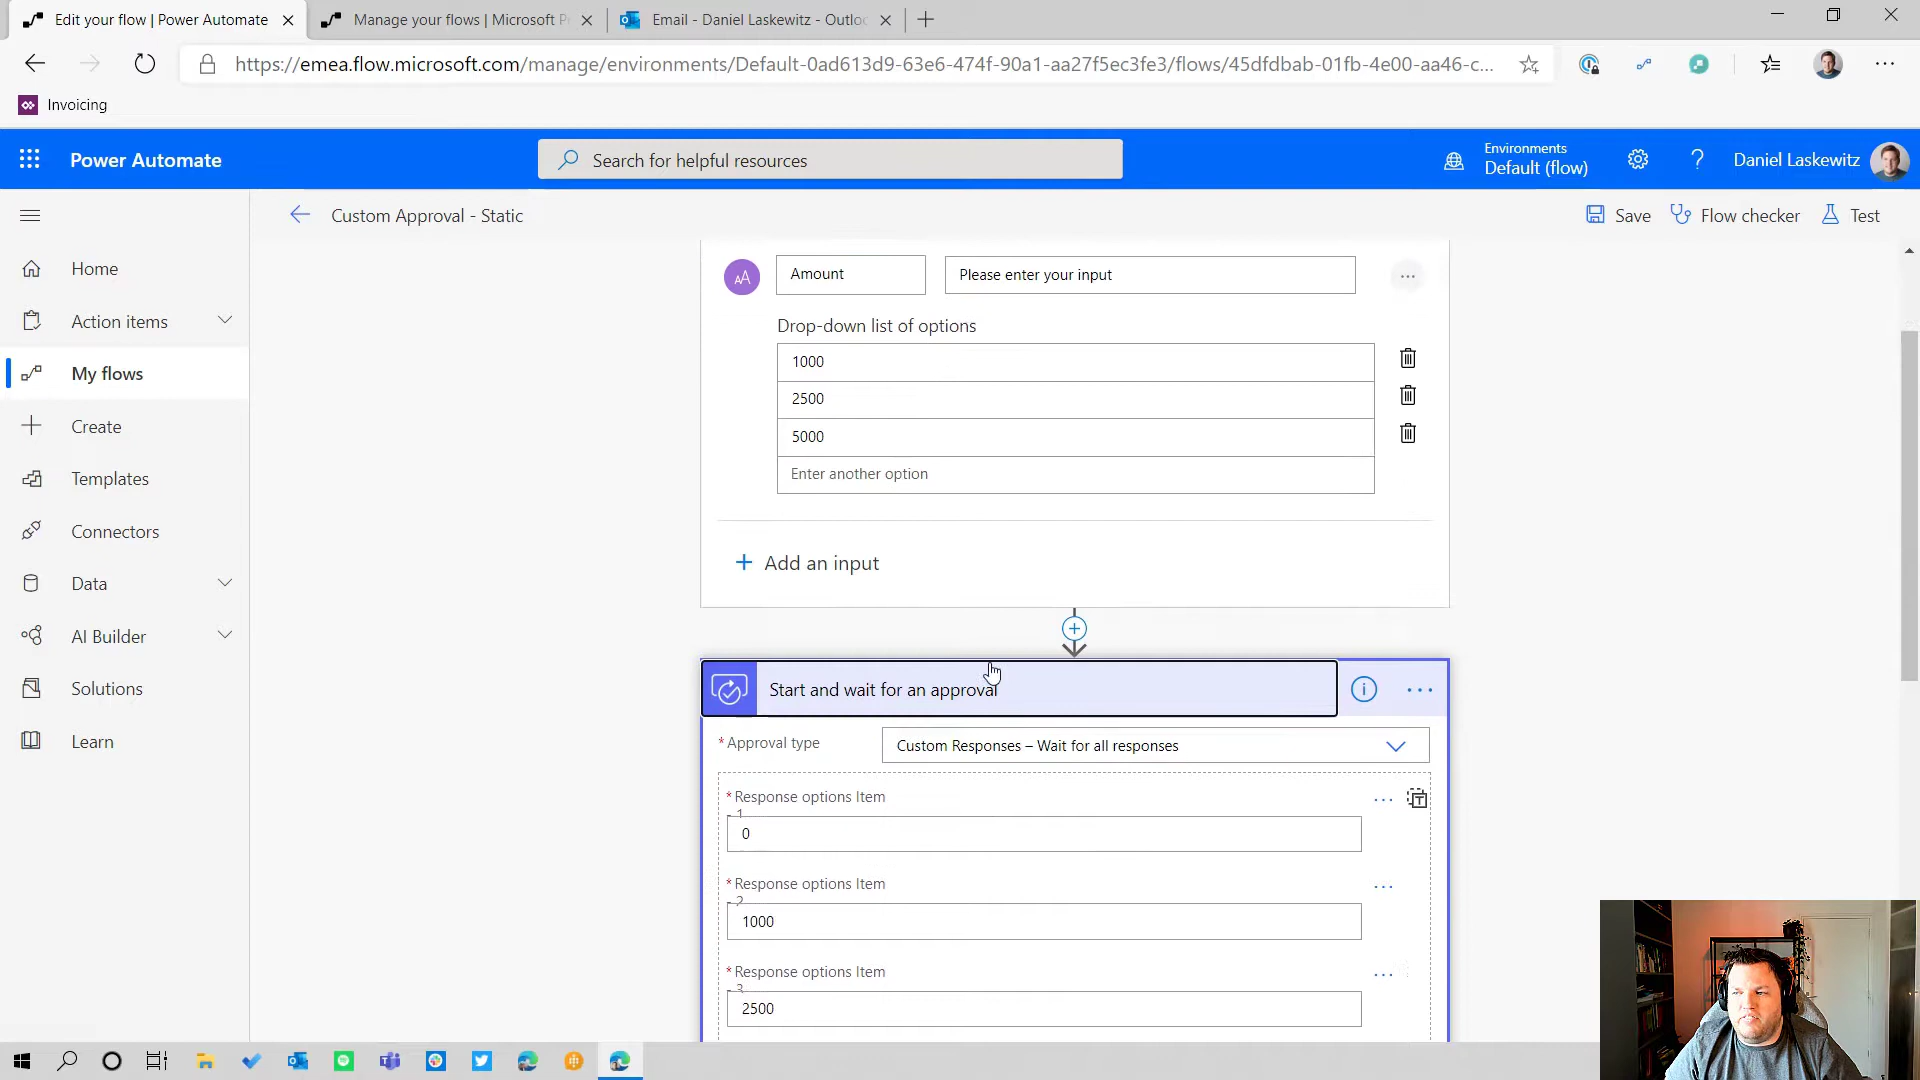 Edit your flow | Power Automate
Manage your flows | Microsoft P
Email - Daniel Laskewitz - Outloo
https://emea.flow.microsoft.com/manage/environments/Default-0ad613d9-63e6-474f-90a1-aa27f5ec3fe3/flows/45dfdbab-01fb-4e00-aa46-c...
Invoicing
Power Automate
Search for helpful resources
Environments
Default (flow)
Daniel Laskewitz
Custom Approval - Static
Save
Flow checker
Test
Home
Action items
My flows
Create
Templates
Connectors
Data
AI Builder
Solutions
Learn
AA
Amount
Please enter your input
Drop-down list of options
1000
2500
5000
Enter another option
Add an input
Start and wait for an approval
* Approval type
Custom Responses – Wait for all responses
* Response options Item
- 1
0
* Response options Item
- 2
1000
* Response options Item
- 3
2500